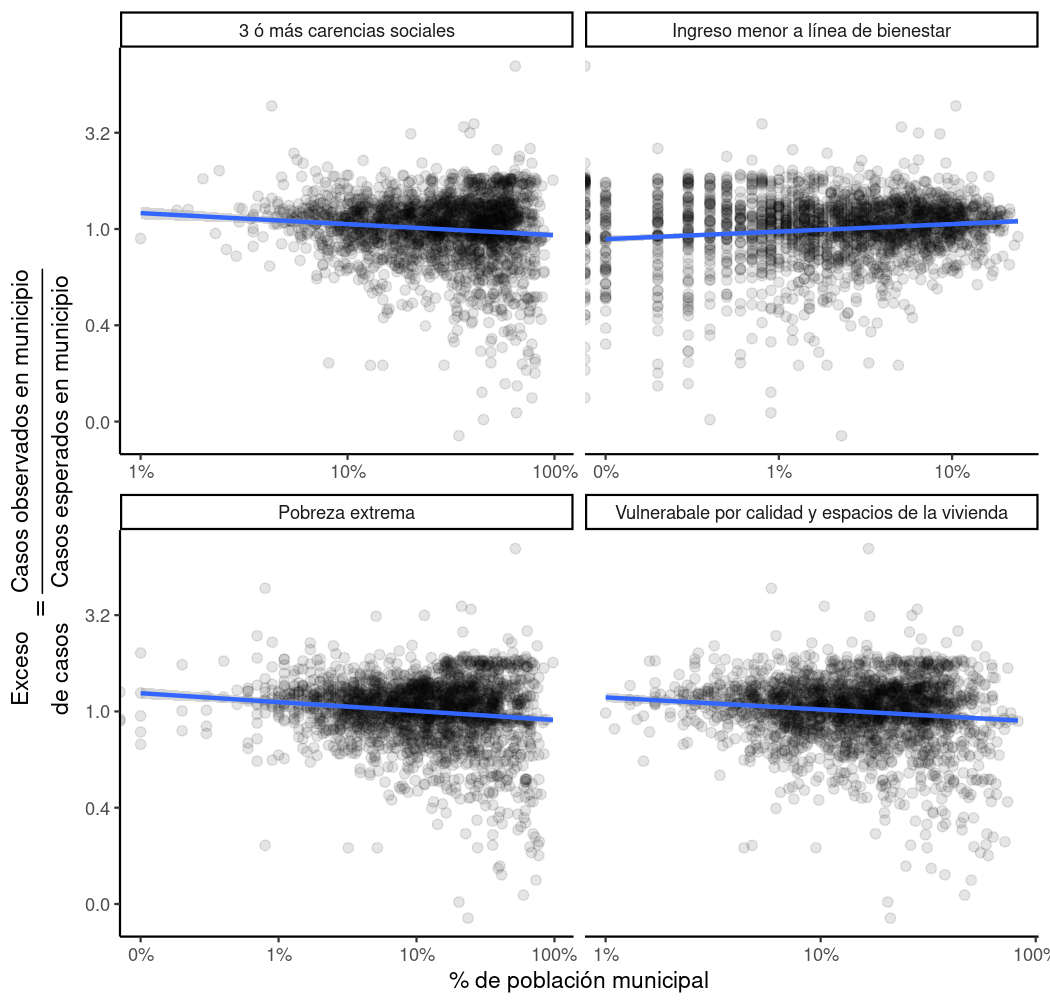 3 ó más carencias sociales
Ingreso menor a línea de bienestar
3.2
1.0
0.4
0.0
1%
10%
100%
0%
1%
10%
Pobreza extrema
Vulnerabale por calidad y espacios de la vivienda
3.2
1.0
0.4
0.0
0%
1%
10%
100%
1%
10%
100%
% de población municipal
Exceso
de casos
=
Casos observados en municipio
Casos esperados en municipio